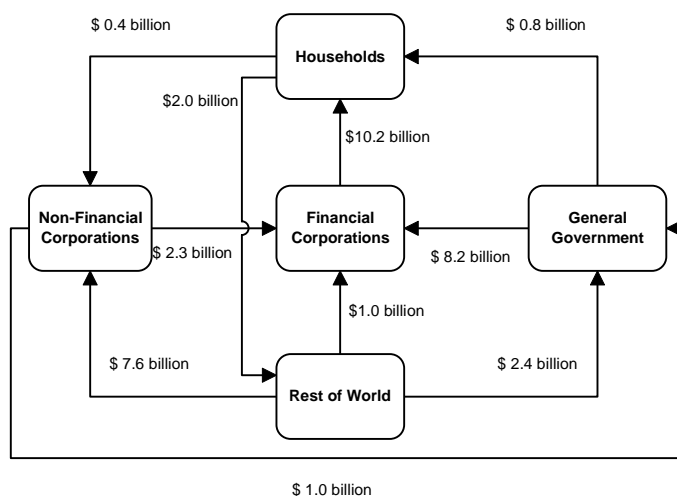 $ 0.4 billion
$ 0.8 billion
Households
$2.0 billion
$10.2 billion
Non-Financial
Corporations
Financial
Corporations
General
Government
$ 2.3 billion
$ 8.2 billion
$1.0 billion
$ 7.6 billion
$ 2.4 billion
Rest of World
$ 1.0 billion